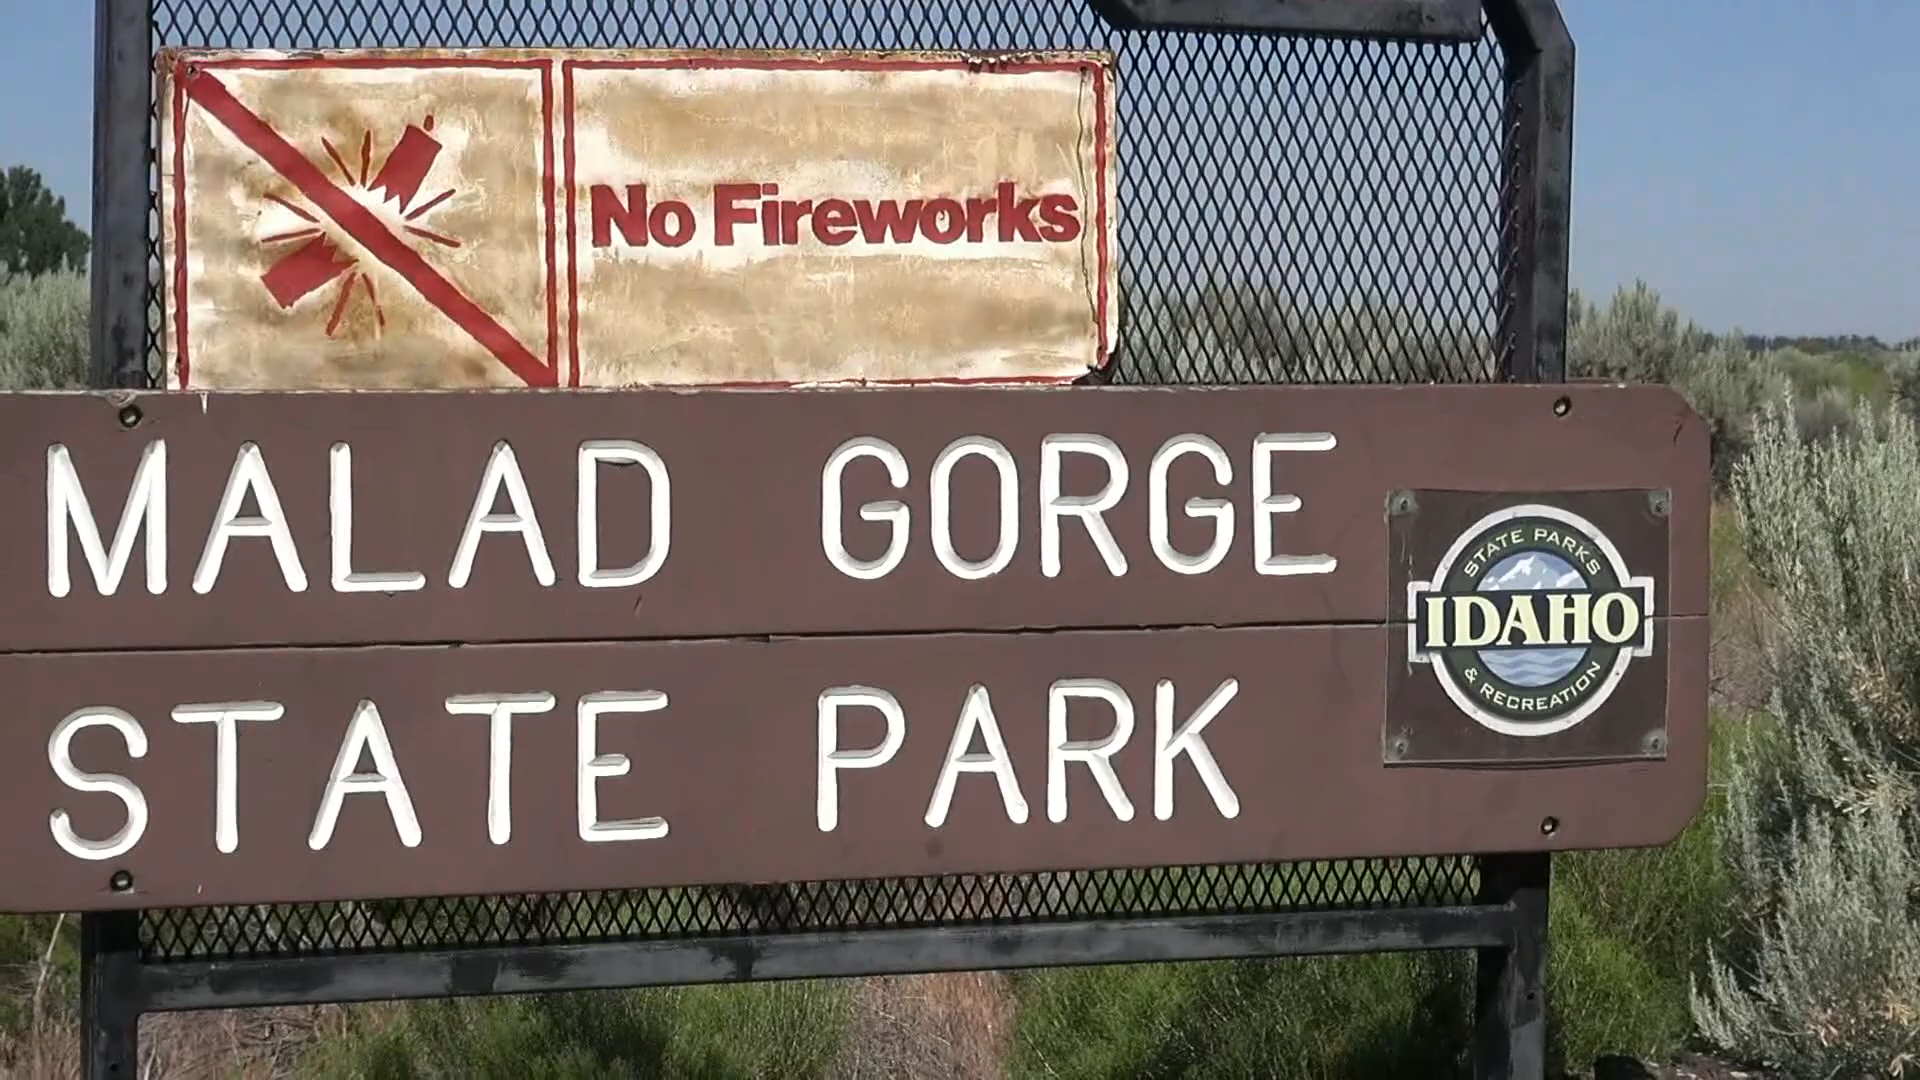 No Fireworks
MALAD GORGE
STATE PARK
STATE PARKS
IDAHO
& RECREATION